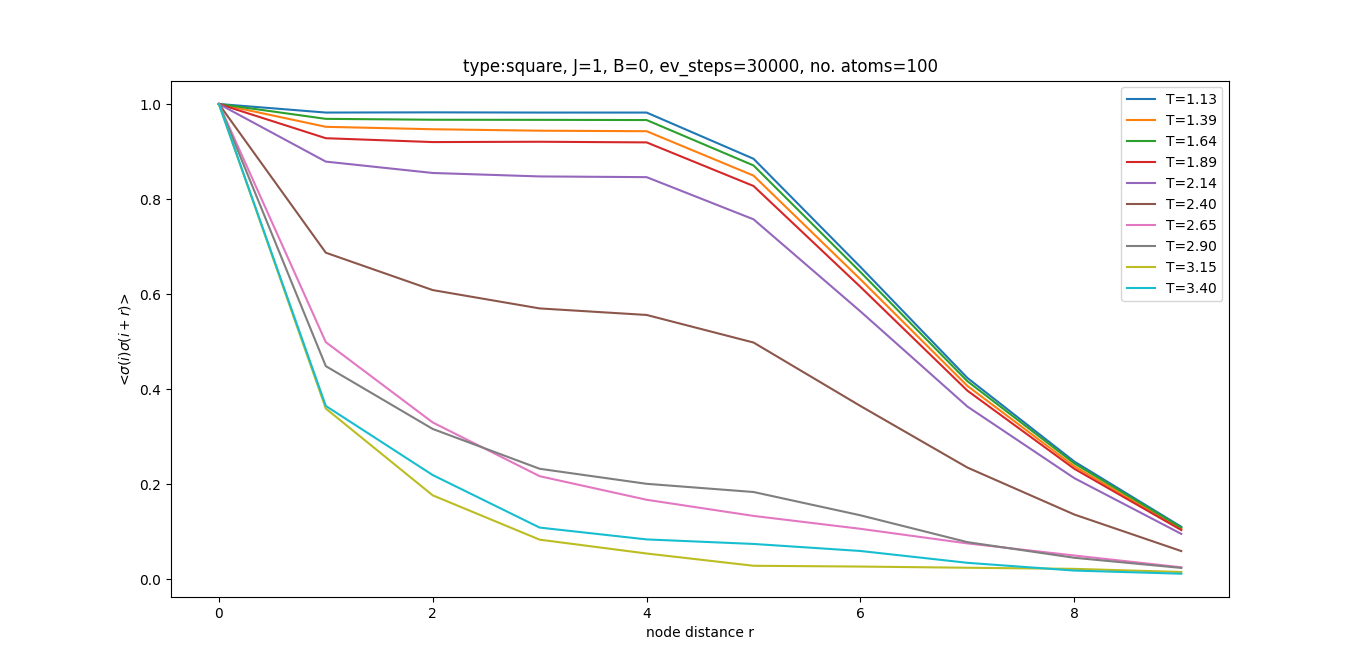 type:square, J=1, B=0, ev_steps=30000, no. atoms=100
1.0
0.8
0.6
0.4
0.2
0.0
<σ(i)σ(i + r)>
0 2 4 6 8
node distance r
T=1.13
T=1.39
T=1.64
T=1.89
T=2.14
T=2.40
T=2.65
T=2.90
T=3.15
T=3.40